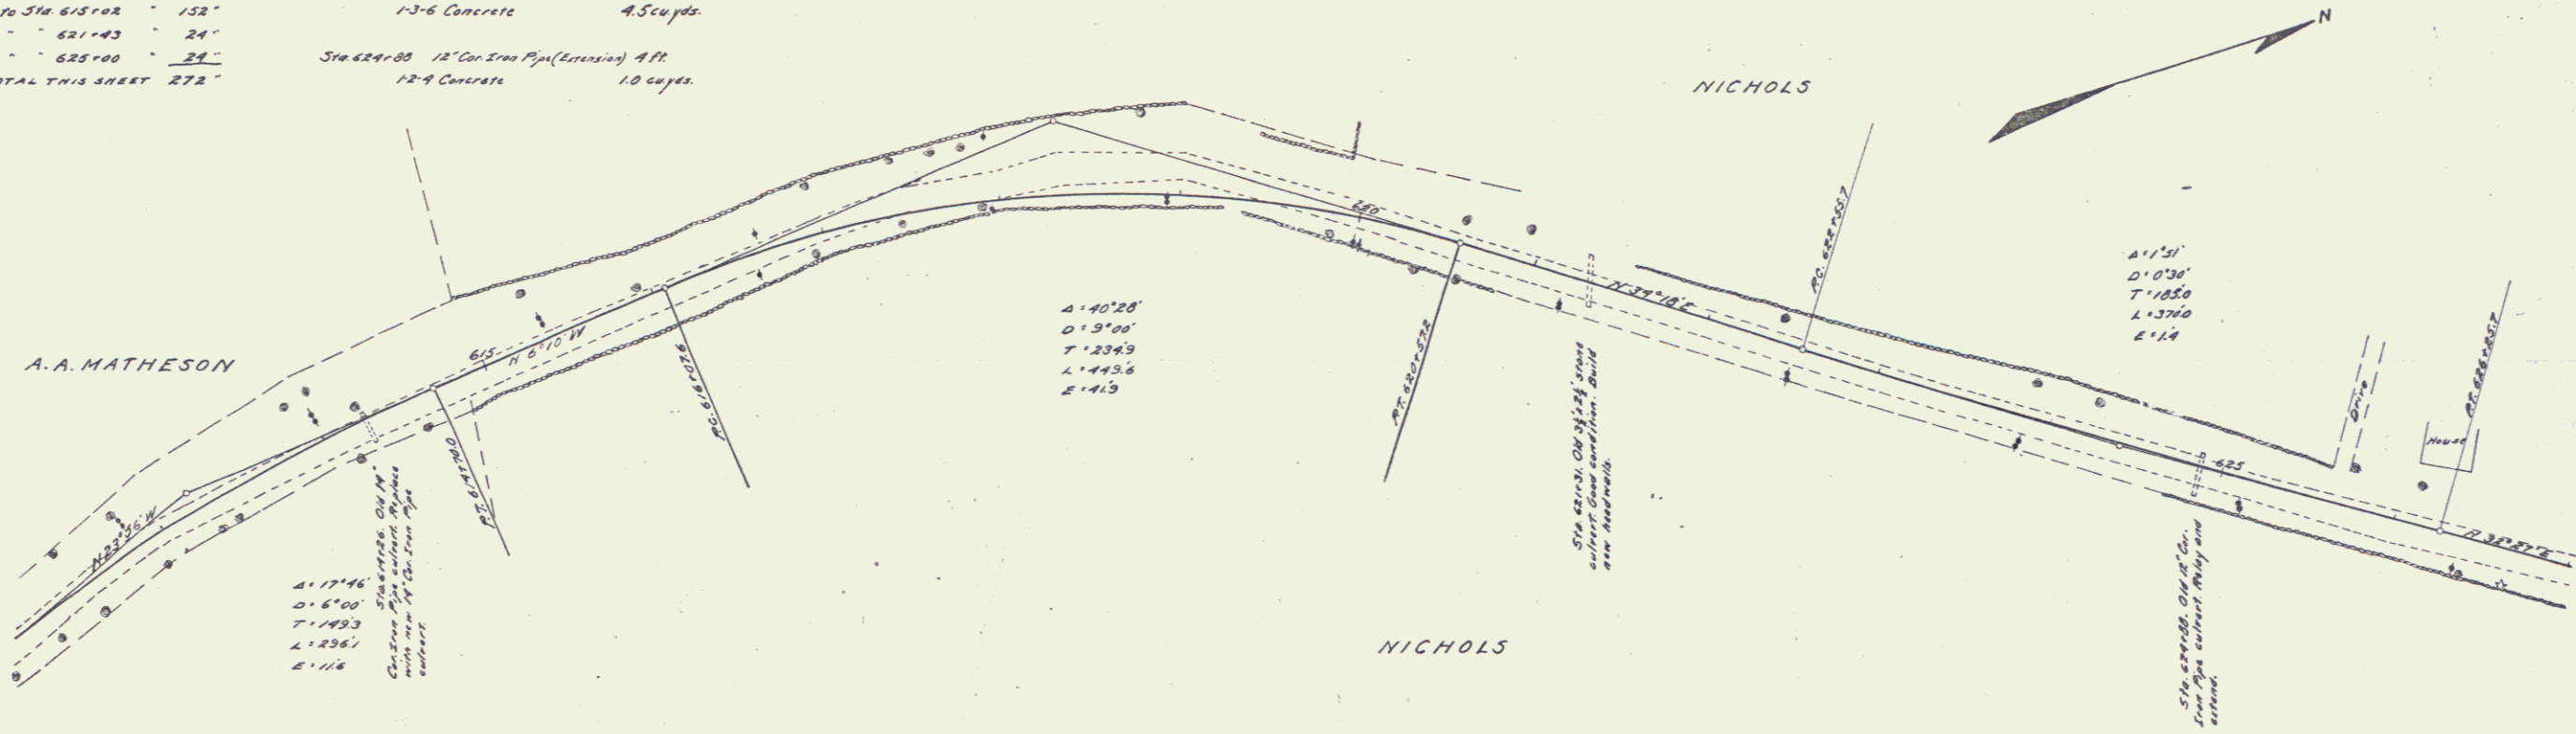 to Sta. 615+02 " 152"
" " 621+43 " 24"
" " 625+00 " 24"
OTAL THIS SHEET 272"
1-3-6 Concrete 4.5 cu.yds.
Sta. 624+88 12" Cor. Iron Pipe (Extension) 4 ft.
1-2-4 Concrete 1.0 cu.yds.
N
NICHOLS
A.A. MATHESON
N 23°56' W
Δ = 17°46'
D = 6°00'
T = 149.3
L = 296.1
E = 11.6
Sta. 614+26. Old 14"
Cor. Iron Pipe culvert. Replace
with new 14" Cor. Iron Pipe
culvert.
P.T. 614+70.0
615
N 6°10' W
P.C. 616+07.6
Δ = 40°28'
D = 9°00'
T = 234.9
L = 449.6
E = 41.9
620
P.T. 620+57.2
Sta. 621+31. Old 3½'x2½' Stone
culvert. Good condition. Build
new headwalls.
N 34°18' E
P.C. 622+55.7
Δ = 1°51'
D = 0°30'
T = 185.0
L = 370.0
E = 1.4
Drive
House
P.T. 626+25.7
625
Sta. 624+88. Old 12" Cor.
Iron Pipe culvert. Relay and
extend.
NICHOLS